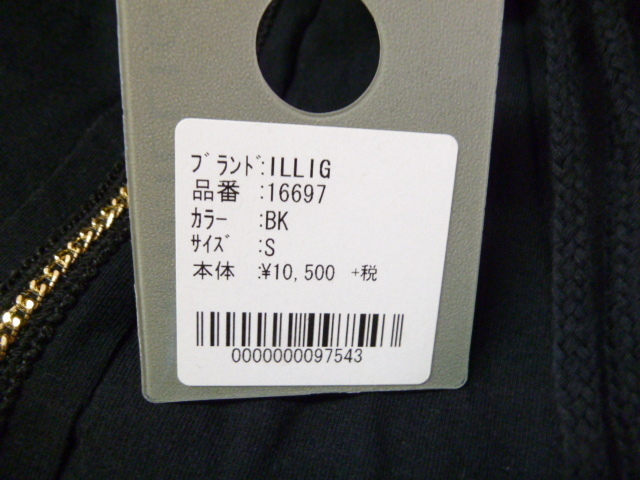 ﾌﾞﾗﾝﾄﾞ:ILLIG
品番 :16697
ｶﾗｰ :BK
ｻｲｽﾞ :S
本体 :¥10,500 +税
0000000097543